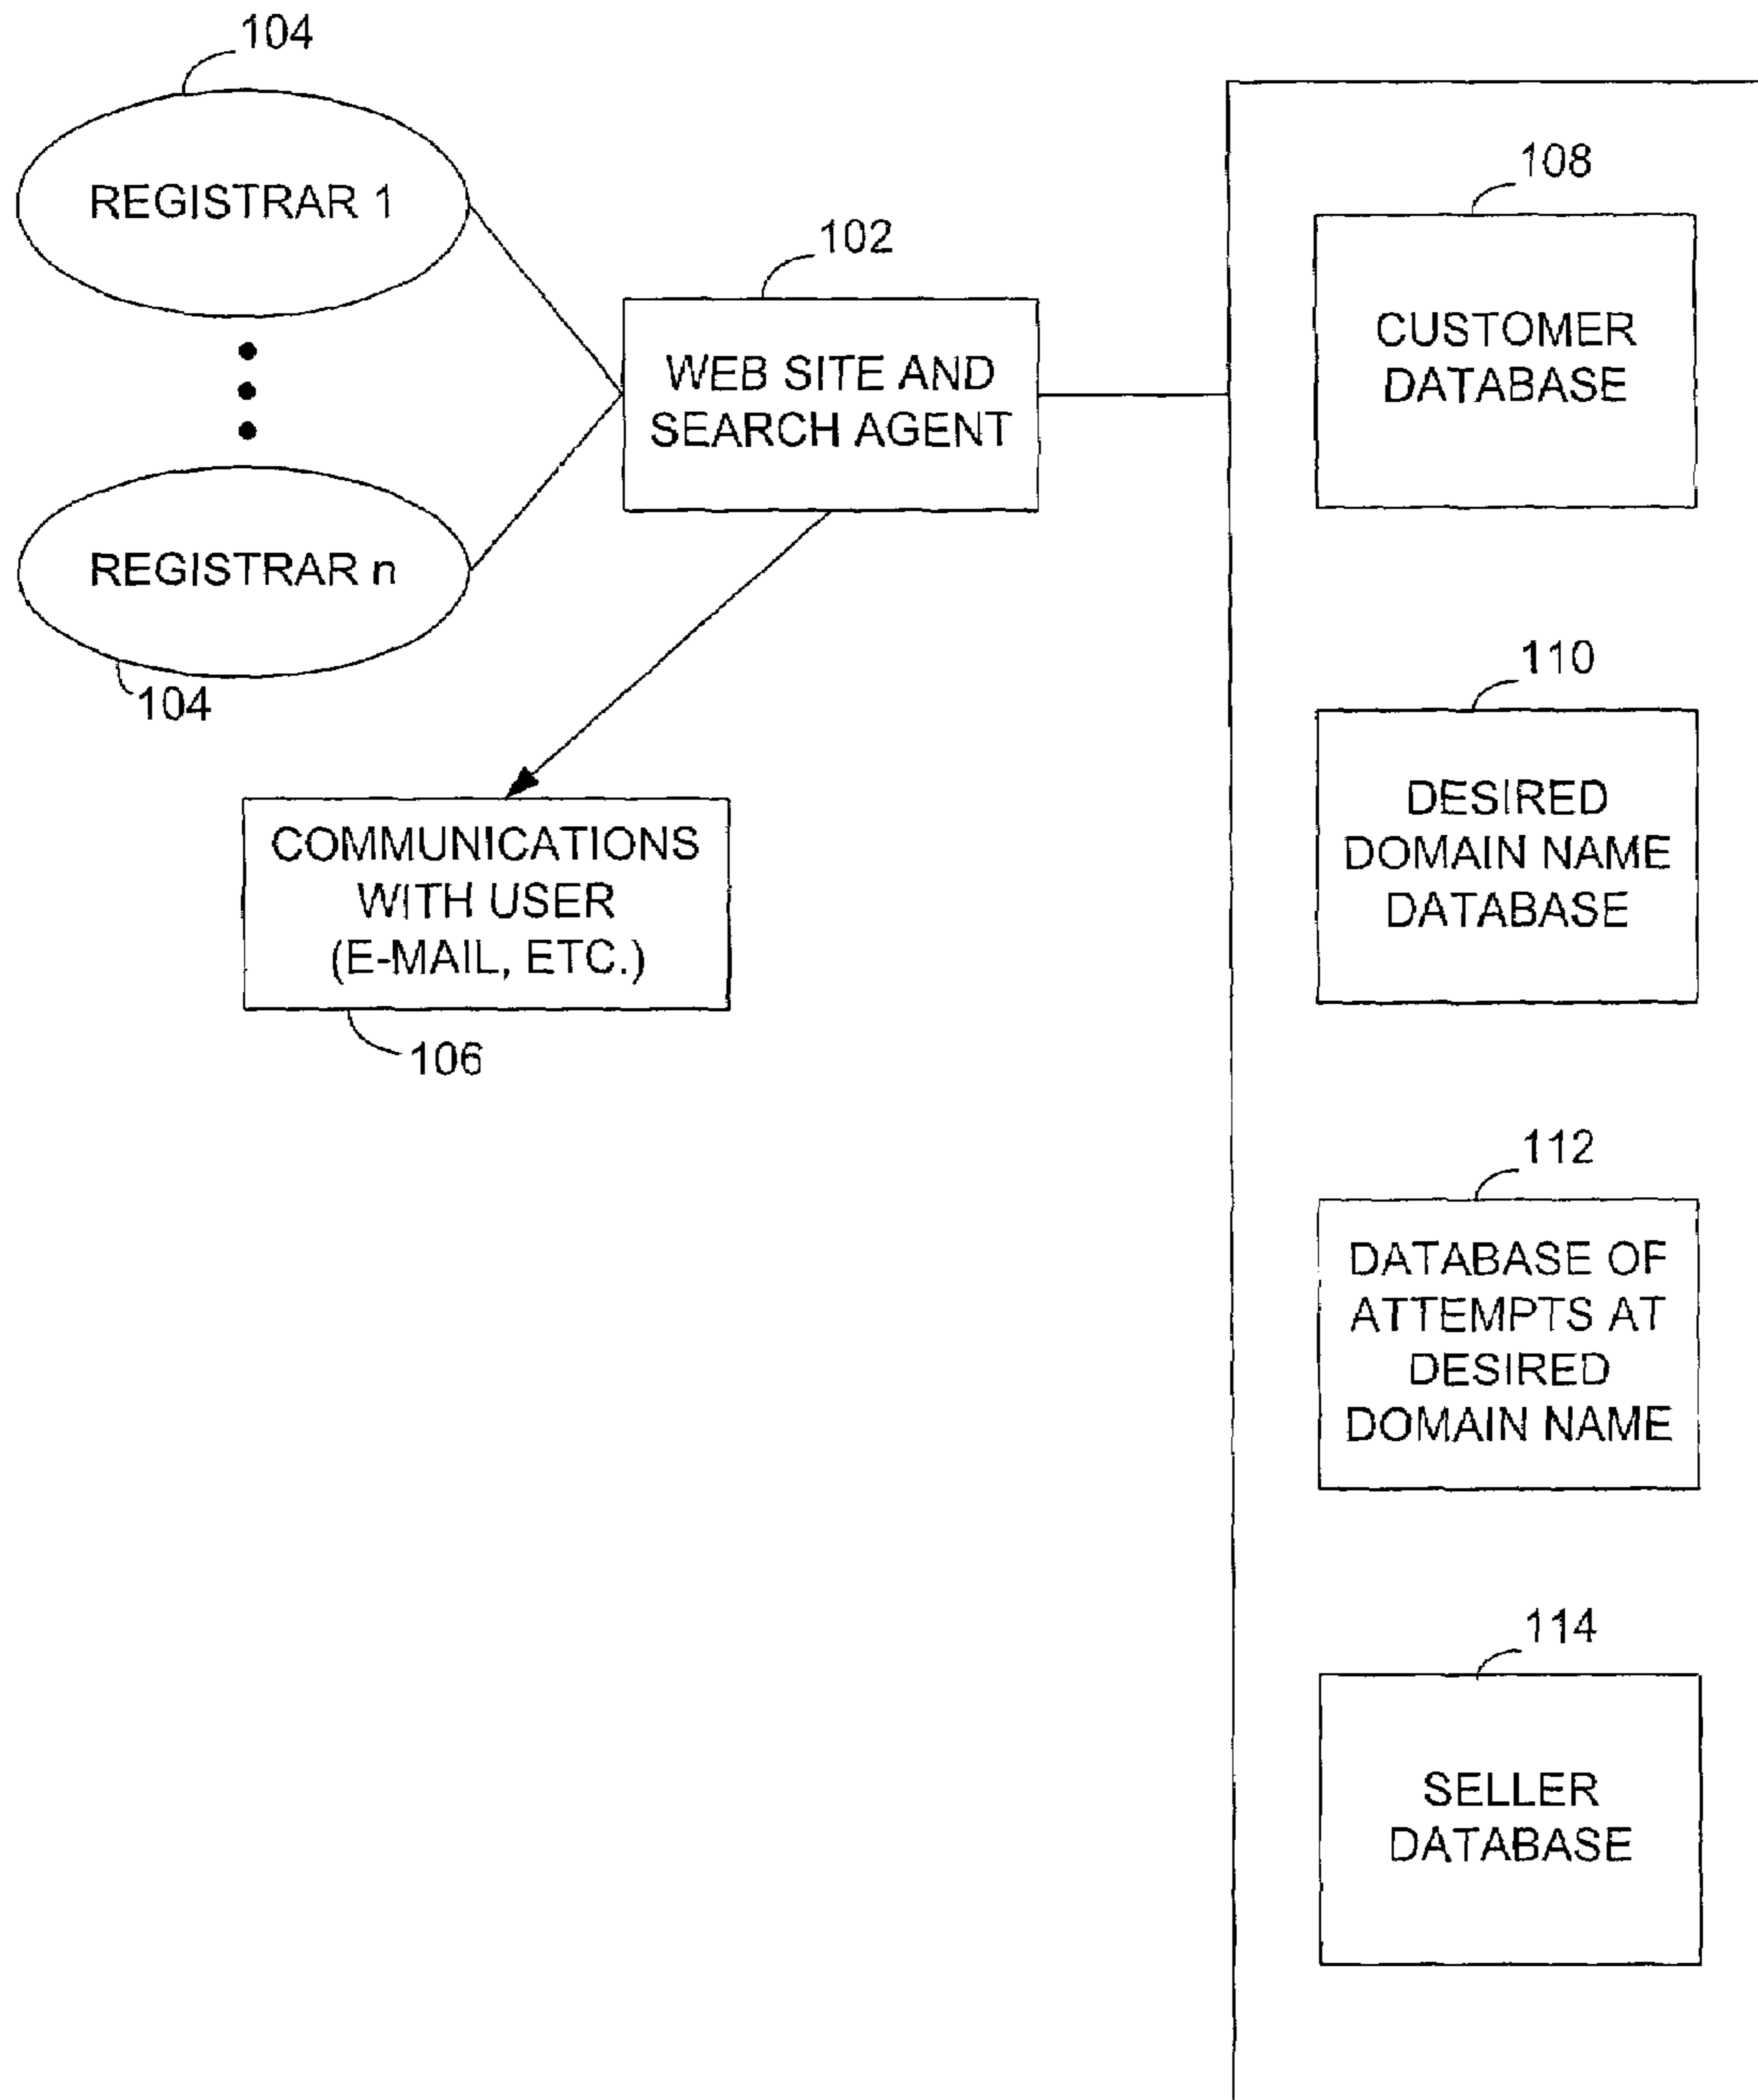 104
REGISTRAR 1
REGISTRAR n
104
102
WEB SITE AND
SEARCH AGENT
COMMUNICATIONS
WITH USER
(E-MAIL, ETC.)
106
108
CUSTOMER
DATABASE
110
DESIRED
DOMAIN NAME
DATABASE
112
DATABASE OF
ATTEMPTS AT
DESIRED
DOMAIN NAME
114
SELLER
DATABASE